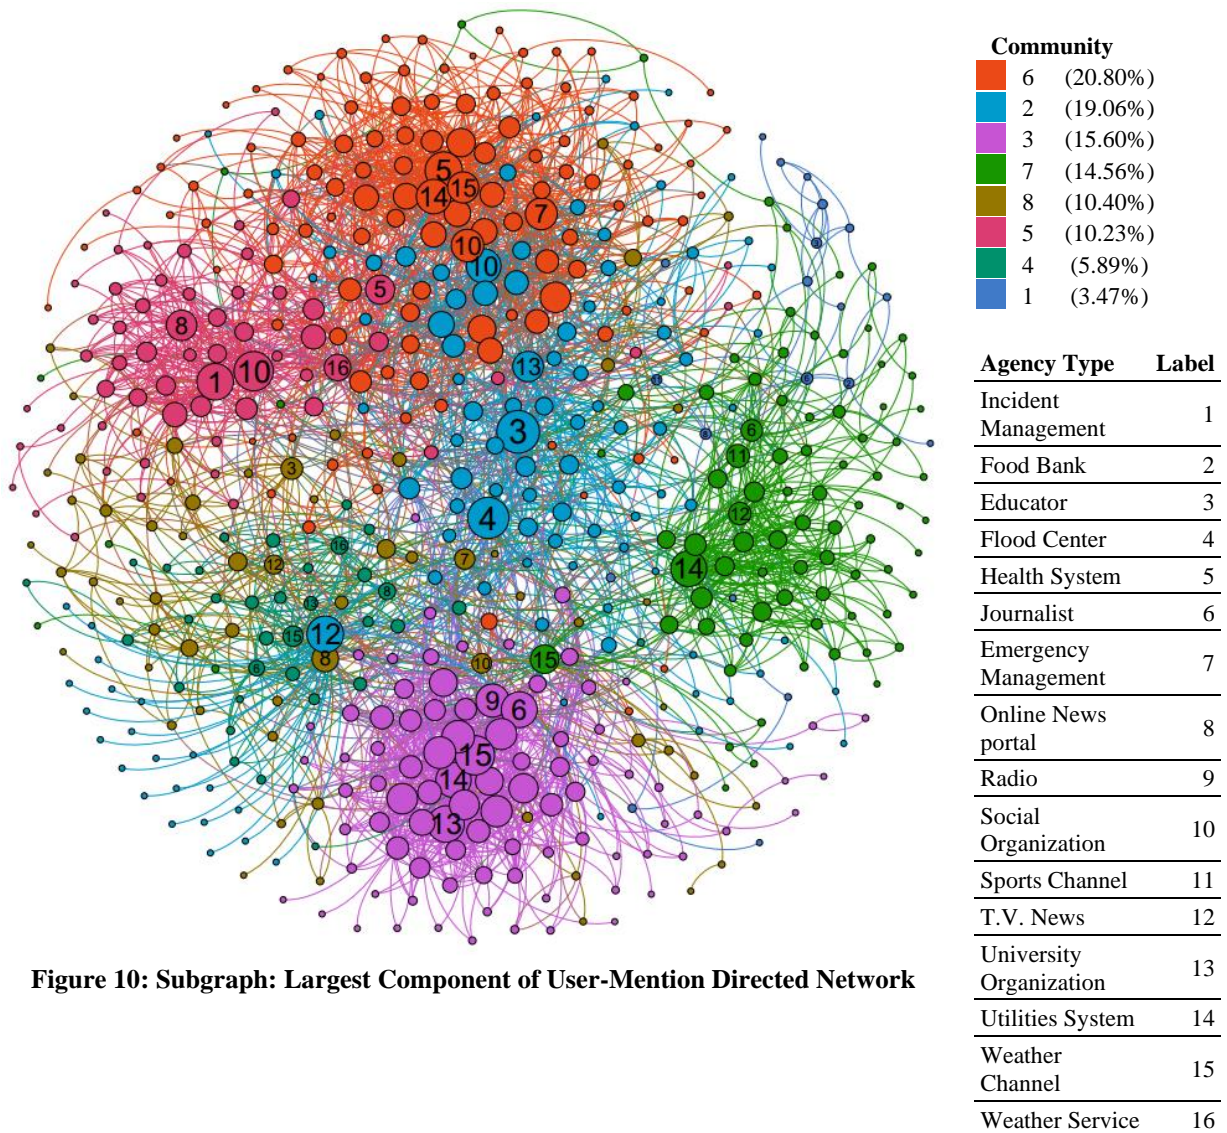 Community
6 (20.80%)
2 (19.06%)
3 (15.60%)
7 (14.56%)
8 (10.40%)
5 (10.23%)
4 (5.89%)
1 (3.47%)
Agency Type Label
Incident
Management 1
Food Bank 2
Educator 3
Flood Center 4
Health System 5
Journalist 6
Emergency
Management 7
Online News
portal 8
Radio 9
Social
Organization 10
Sports Channel 11
T.V. News 12
University
Organization 13
Utilities System 14
Weather
Channel 15
Weather Service 16
5
15
14
7
10
10
5
8
16
10
1
13
3
6
11
3
12
4
14
16
7
12
8
13
15
12
8
6
10
15
9
6
15
14
13
Figure 10: Subgraph: Largest Component of User-Mention Directed Network